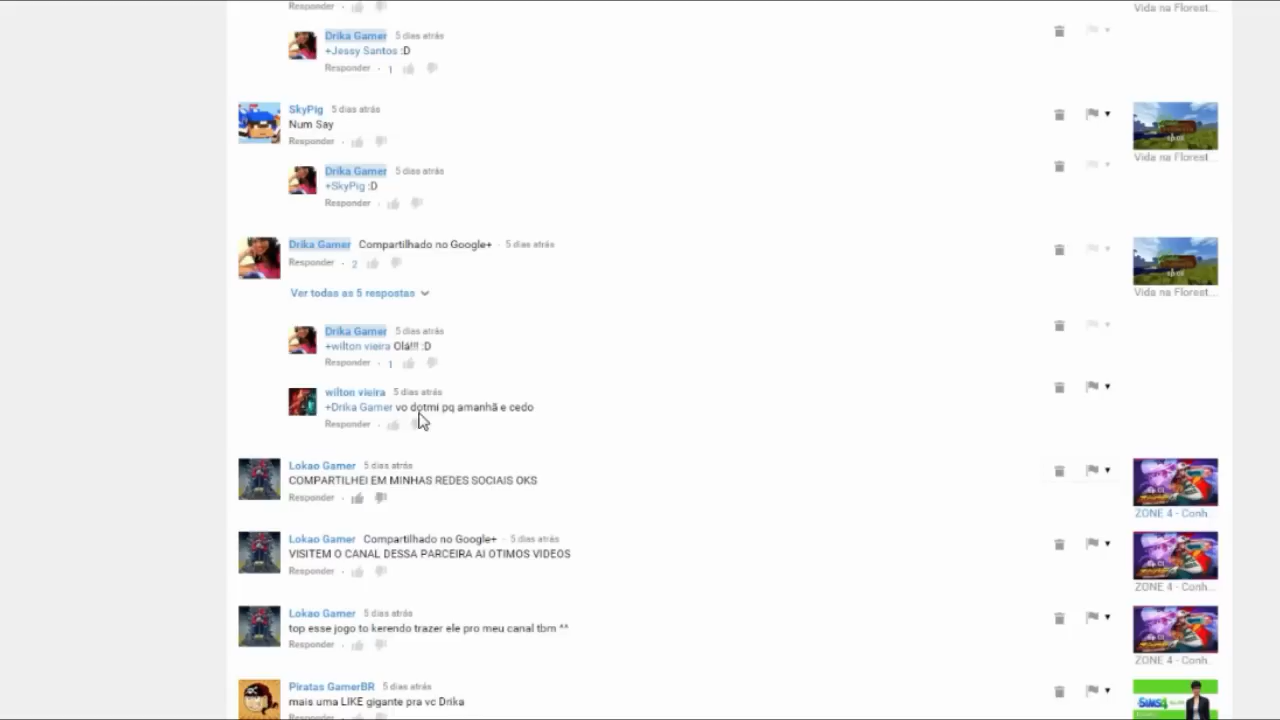 Responder
Vida na Florest...
Drika Gamer 5 dias atrás
+Jessy Santos :D
Responder · 1
SkyPig 5 dias atrás
Num Say
Responder ·
Vida na Florest...
Drika Gamer 5 dias atrás
+SkyPig :D
Responder ·
Drika Gamer Compartilhado no Google+ · 5 dias atrás
Responder · 2
Vida na Florest...
Ver todas as 5 respostas
Drika Gamer 5 dias atrás
+wilton vieira Olá!!! :D
Responder · 1
wilton vieira 5 dias atrás
+Drika Gamer vo dotmi pq amanhã e cedo
Responder ·
Lokao Gamer 5 dias atrás
COMPARTILHEI EM MINHAS REDES SOCIAIS OKS
Responder ·
ZONE 4 - Conh...
Lokao Gamer Compartilhado no Google+ · 5 dias atrás
VISITEM O CANAL DESSA PARCEIRA AI OTIMOS VIDEOS
Responder ·
ZONE 4 - Conh...
Lokao Gamer 5 dias atrás
top esse jogo to kerendo trazer ele pro meu canal tbm ^^
Responder ·
ZONE 4 - Conh...
Piratas GamerBR 5 dias atrás
mais uma LIKE gigante pra vc Drika
Responder ·
SIMS4